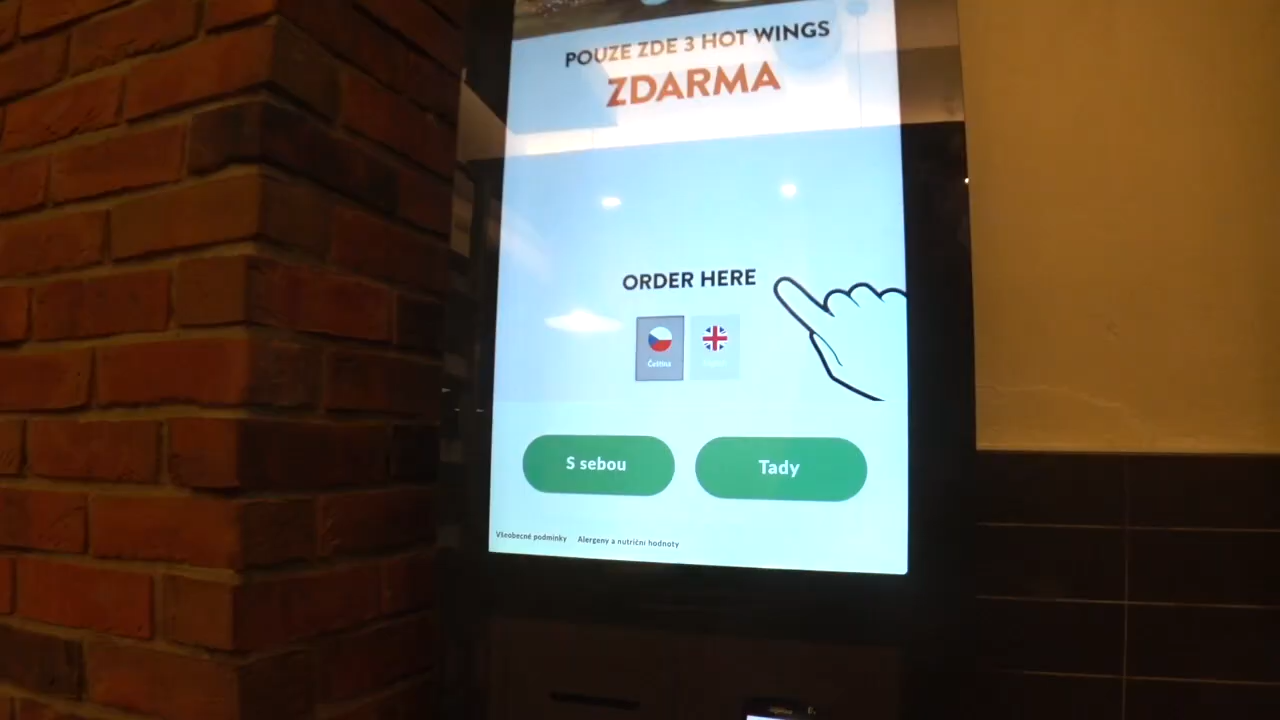 POUZE ZDE 3 HOT WINGS
ZDARMA
ORDER HERE
Čeština
S sebou
Tady
Všeobecné podmínky
Alergeny a nutriční hodnoty